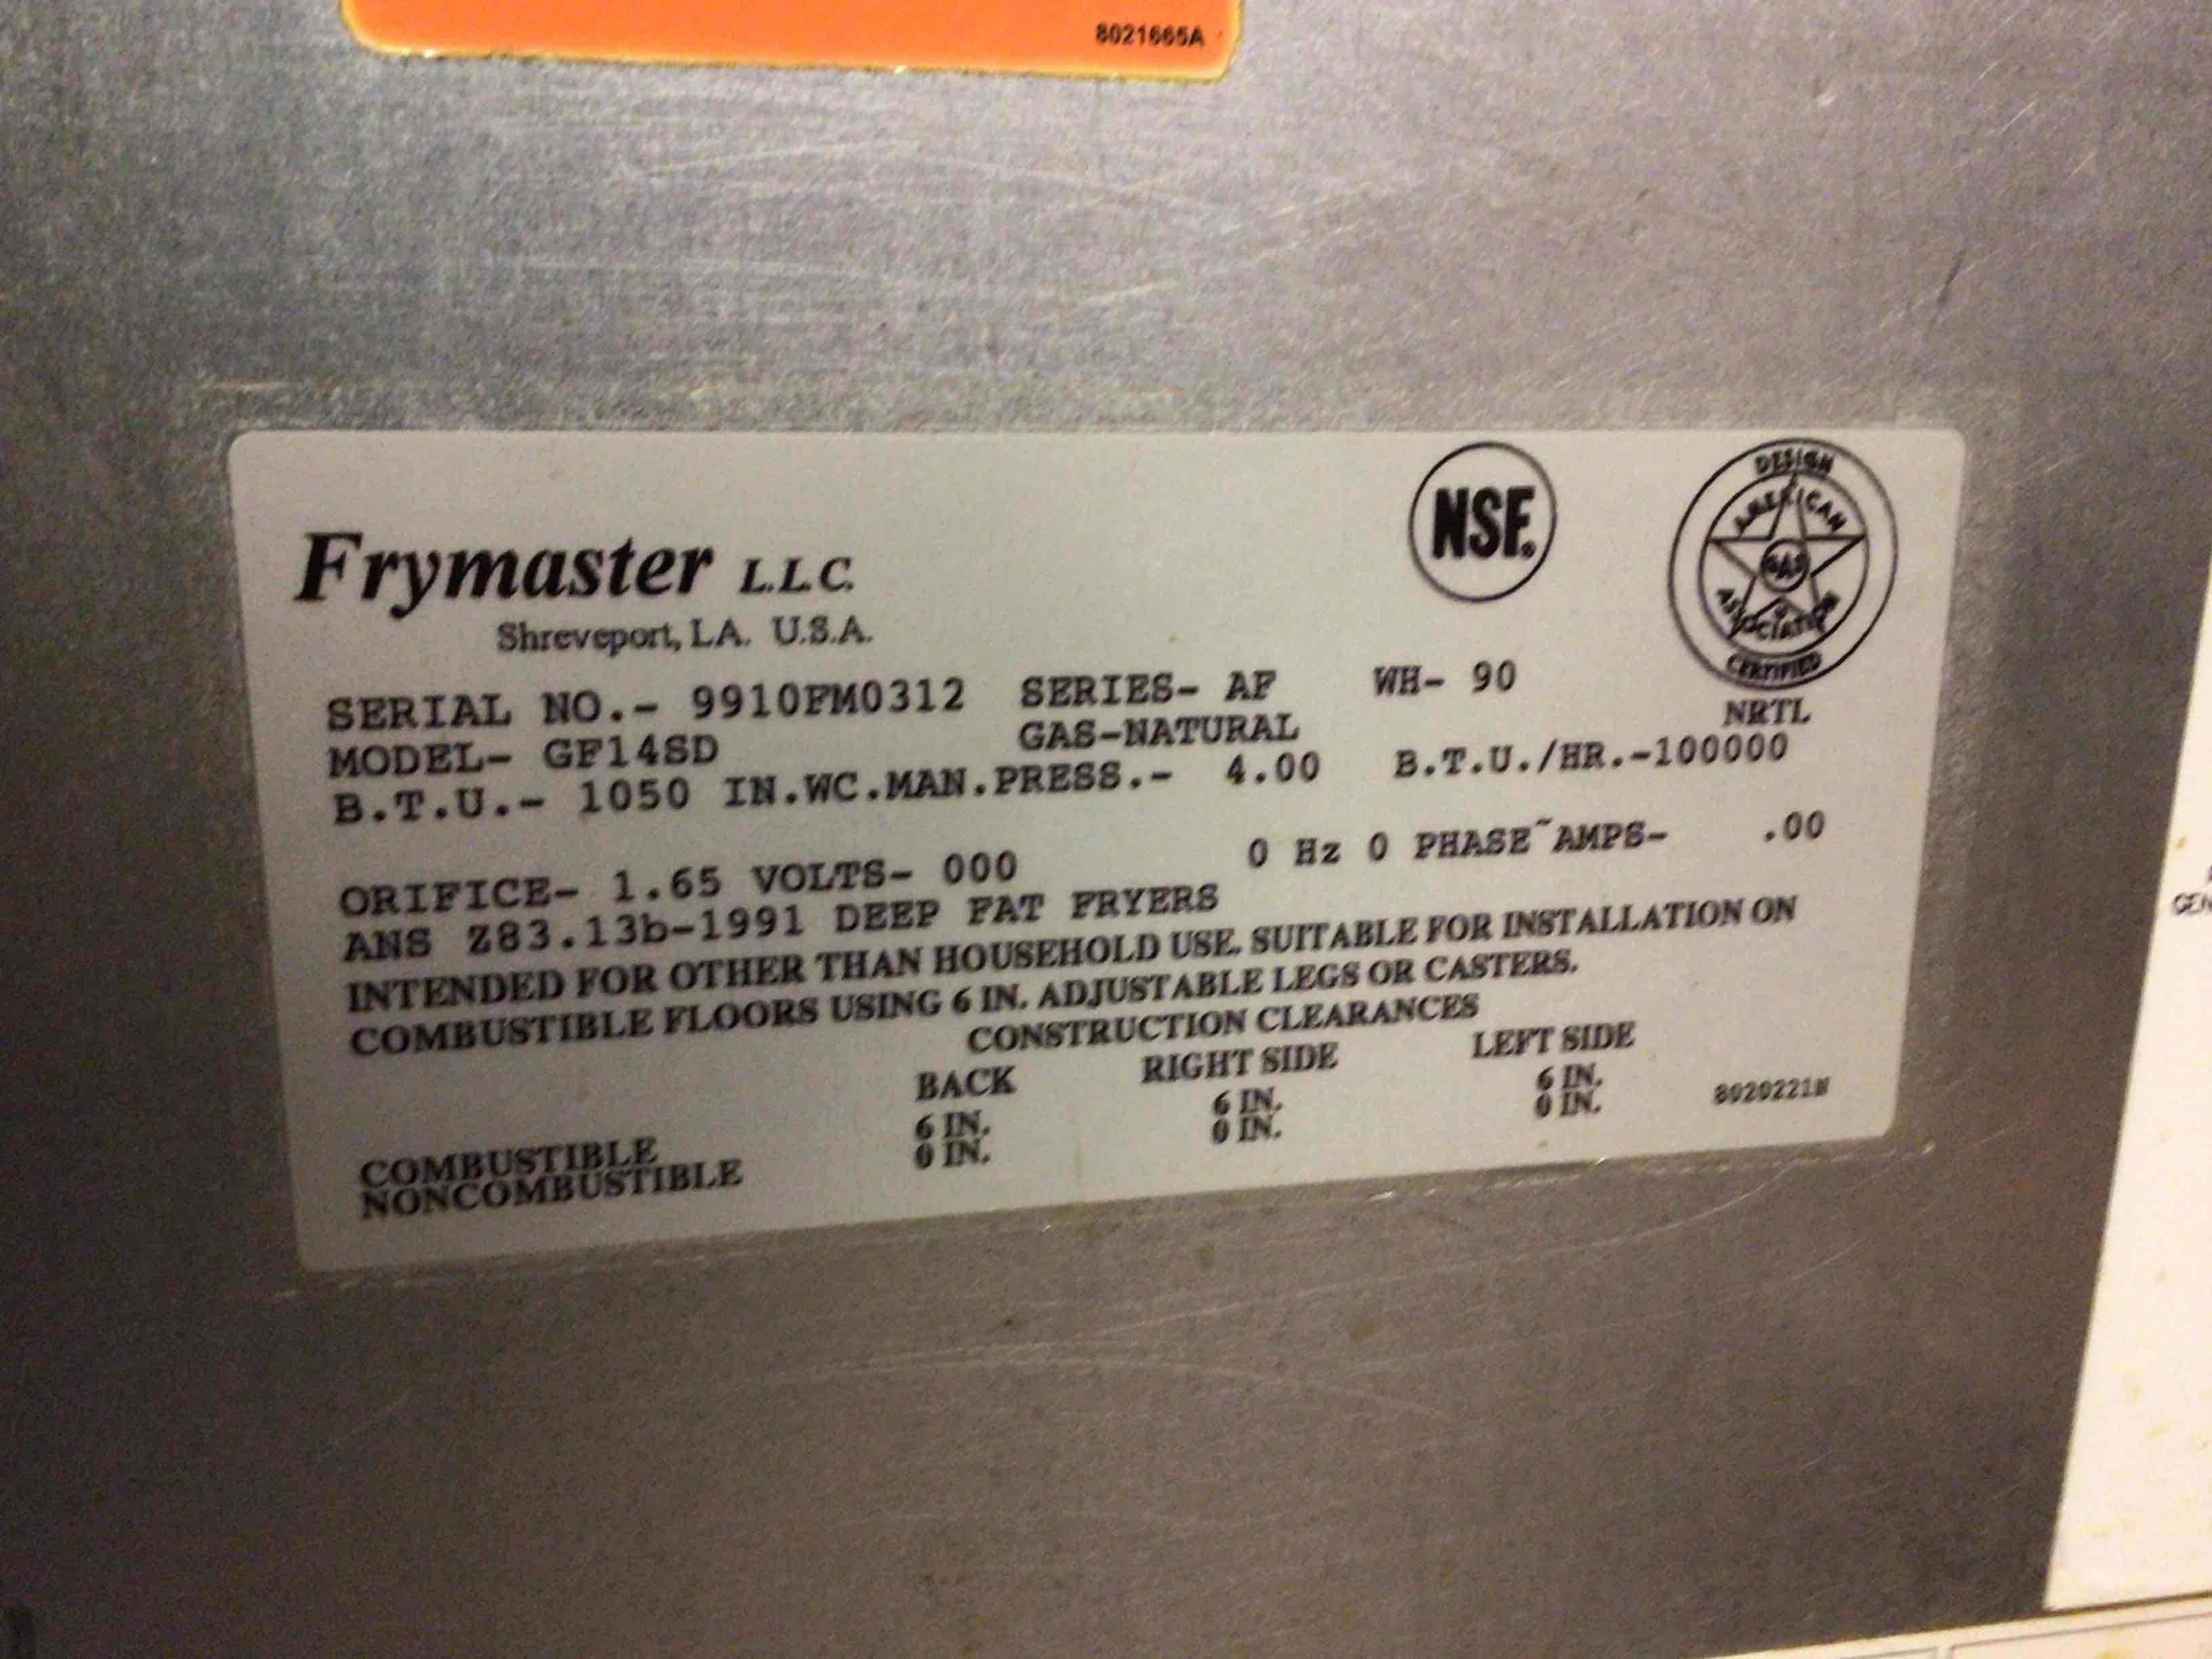 8021665A
Frymaster L.L.C.
Shreveport, LA. U.S.A.
NSF®
DESIGN
AMERICAN
GAS
ASSOCIATION
CERTIFIED
NRTL
SERIAL NO.- 9910FM0312 SERIES- AF WH- 90
MODEL- GF14SD GAS-NATURAL
B.T.U.- 1050 IN.WC.MAN.PRESS.- 4.00 B.T.U./HR.-100000
ORIFICE- 1.65 VOLTS- 000 0 Hz 0 PHASE~AMPS- .00
ANS Z83.13b-1991 DEEP FAT FRYERS
INTENDED FOR OTHER THAN HOUSEHOLD USE. SUITABLE FOR INSTALLATION ON
COMBUSTIBLE FLOORS USING 6 IN. ADJUSTABLE LEGS OR CASTERS.
CONSTRUCTION CLEARANCES
BACK RIGHT SIDE LEFT SIDE
COMBUSTIBLE 6 IN. 6 IN. 6 IN.
NONCOMBUSTIBLE 0 IN. 0 IN. 0 IN.